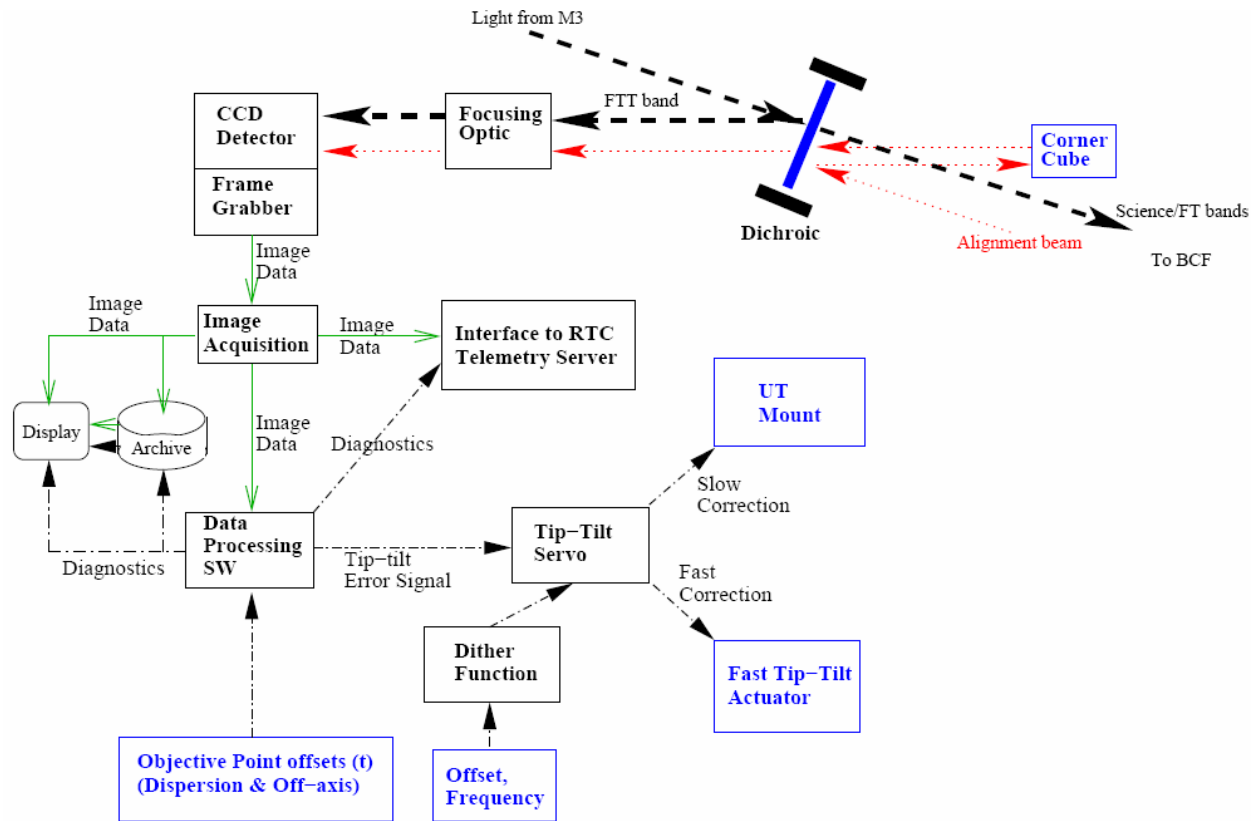 Light from M3
FTT band
CCD
Detector
Focusing
Optic
Corner
Cube
Frame
Grabber
Dichroic
Science/FT bands
Alignment beam
To BCF
Image
Data
Image
Data
Image
Acquisition
Image
Data
Interface to RTC
Telemetry Server
UT
Mount
Display
Archive
Image
Data
Diagnostics
Slow
Correction
Data
Processing
SW
Tip−Tilt
Servo
Diagnostics
Tip−tilt
Error Signal
Fast
Correction
Dither
Function
Fast Tip−Tilt
Actuator
Objective Point offsets (t)
(Dispersion & Off−axis)
Offset,
Frequency